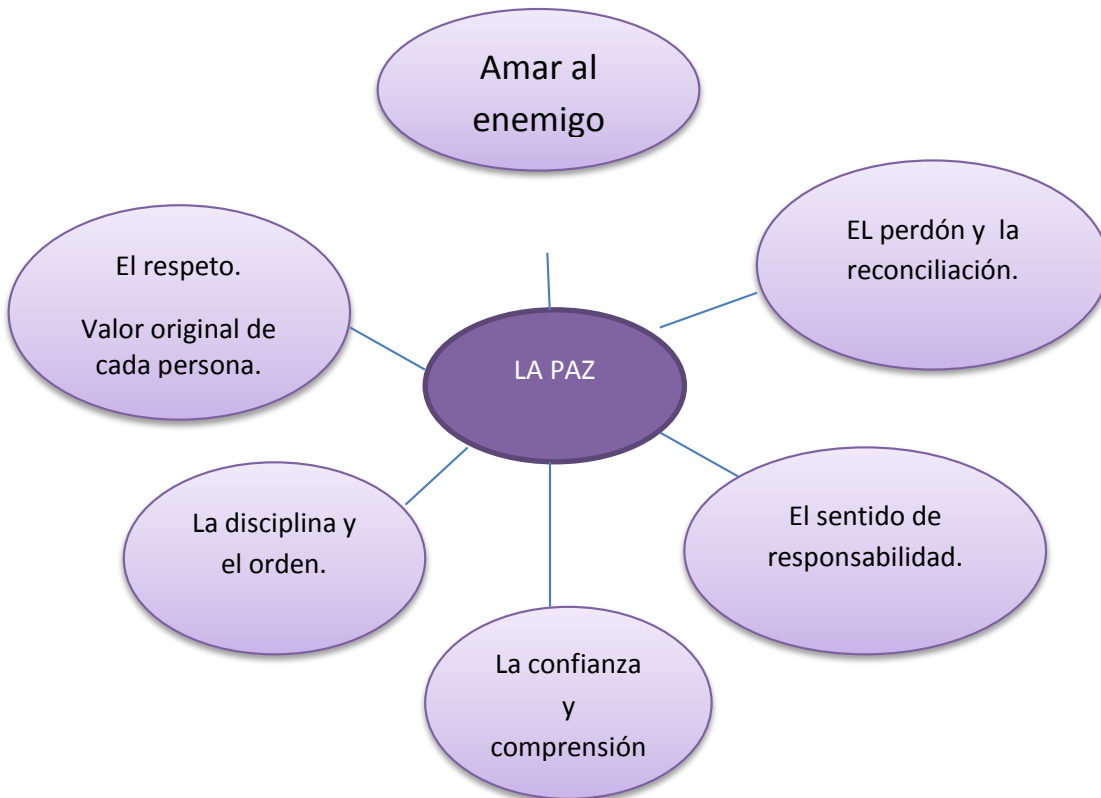 Amar al
enemigo
EL perdón y la
reconciliación.
El respeto.
Valor original de
cada persona.
LA PAZ
La disciplina y
el orden.
El sentido de
responsabilidad.
La confianza
y
comprensión